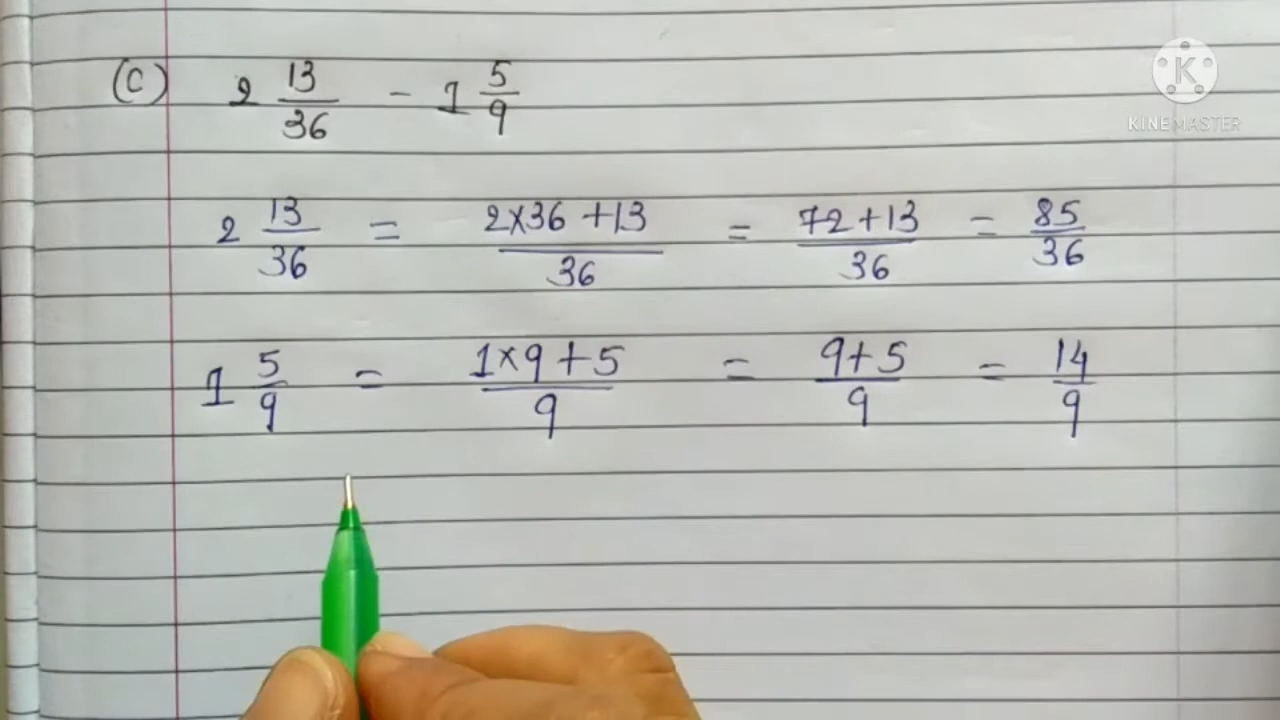 (C) 2 13/36 - 1 5/9
2 13/36 = 2×36+13/36 = 72+13/36 = 85/36
1 5/9 = 1×9+5/9 = 9+5/9 = 14/9
K
KINEMASTER